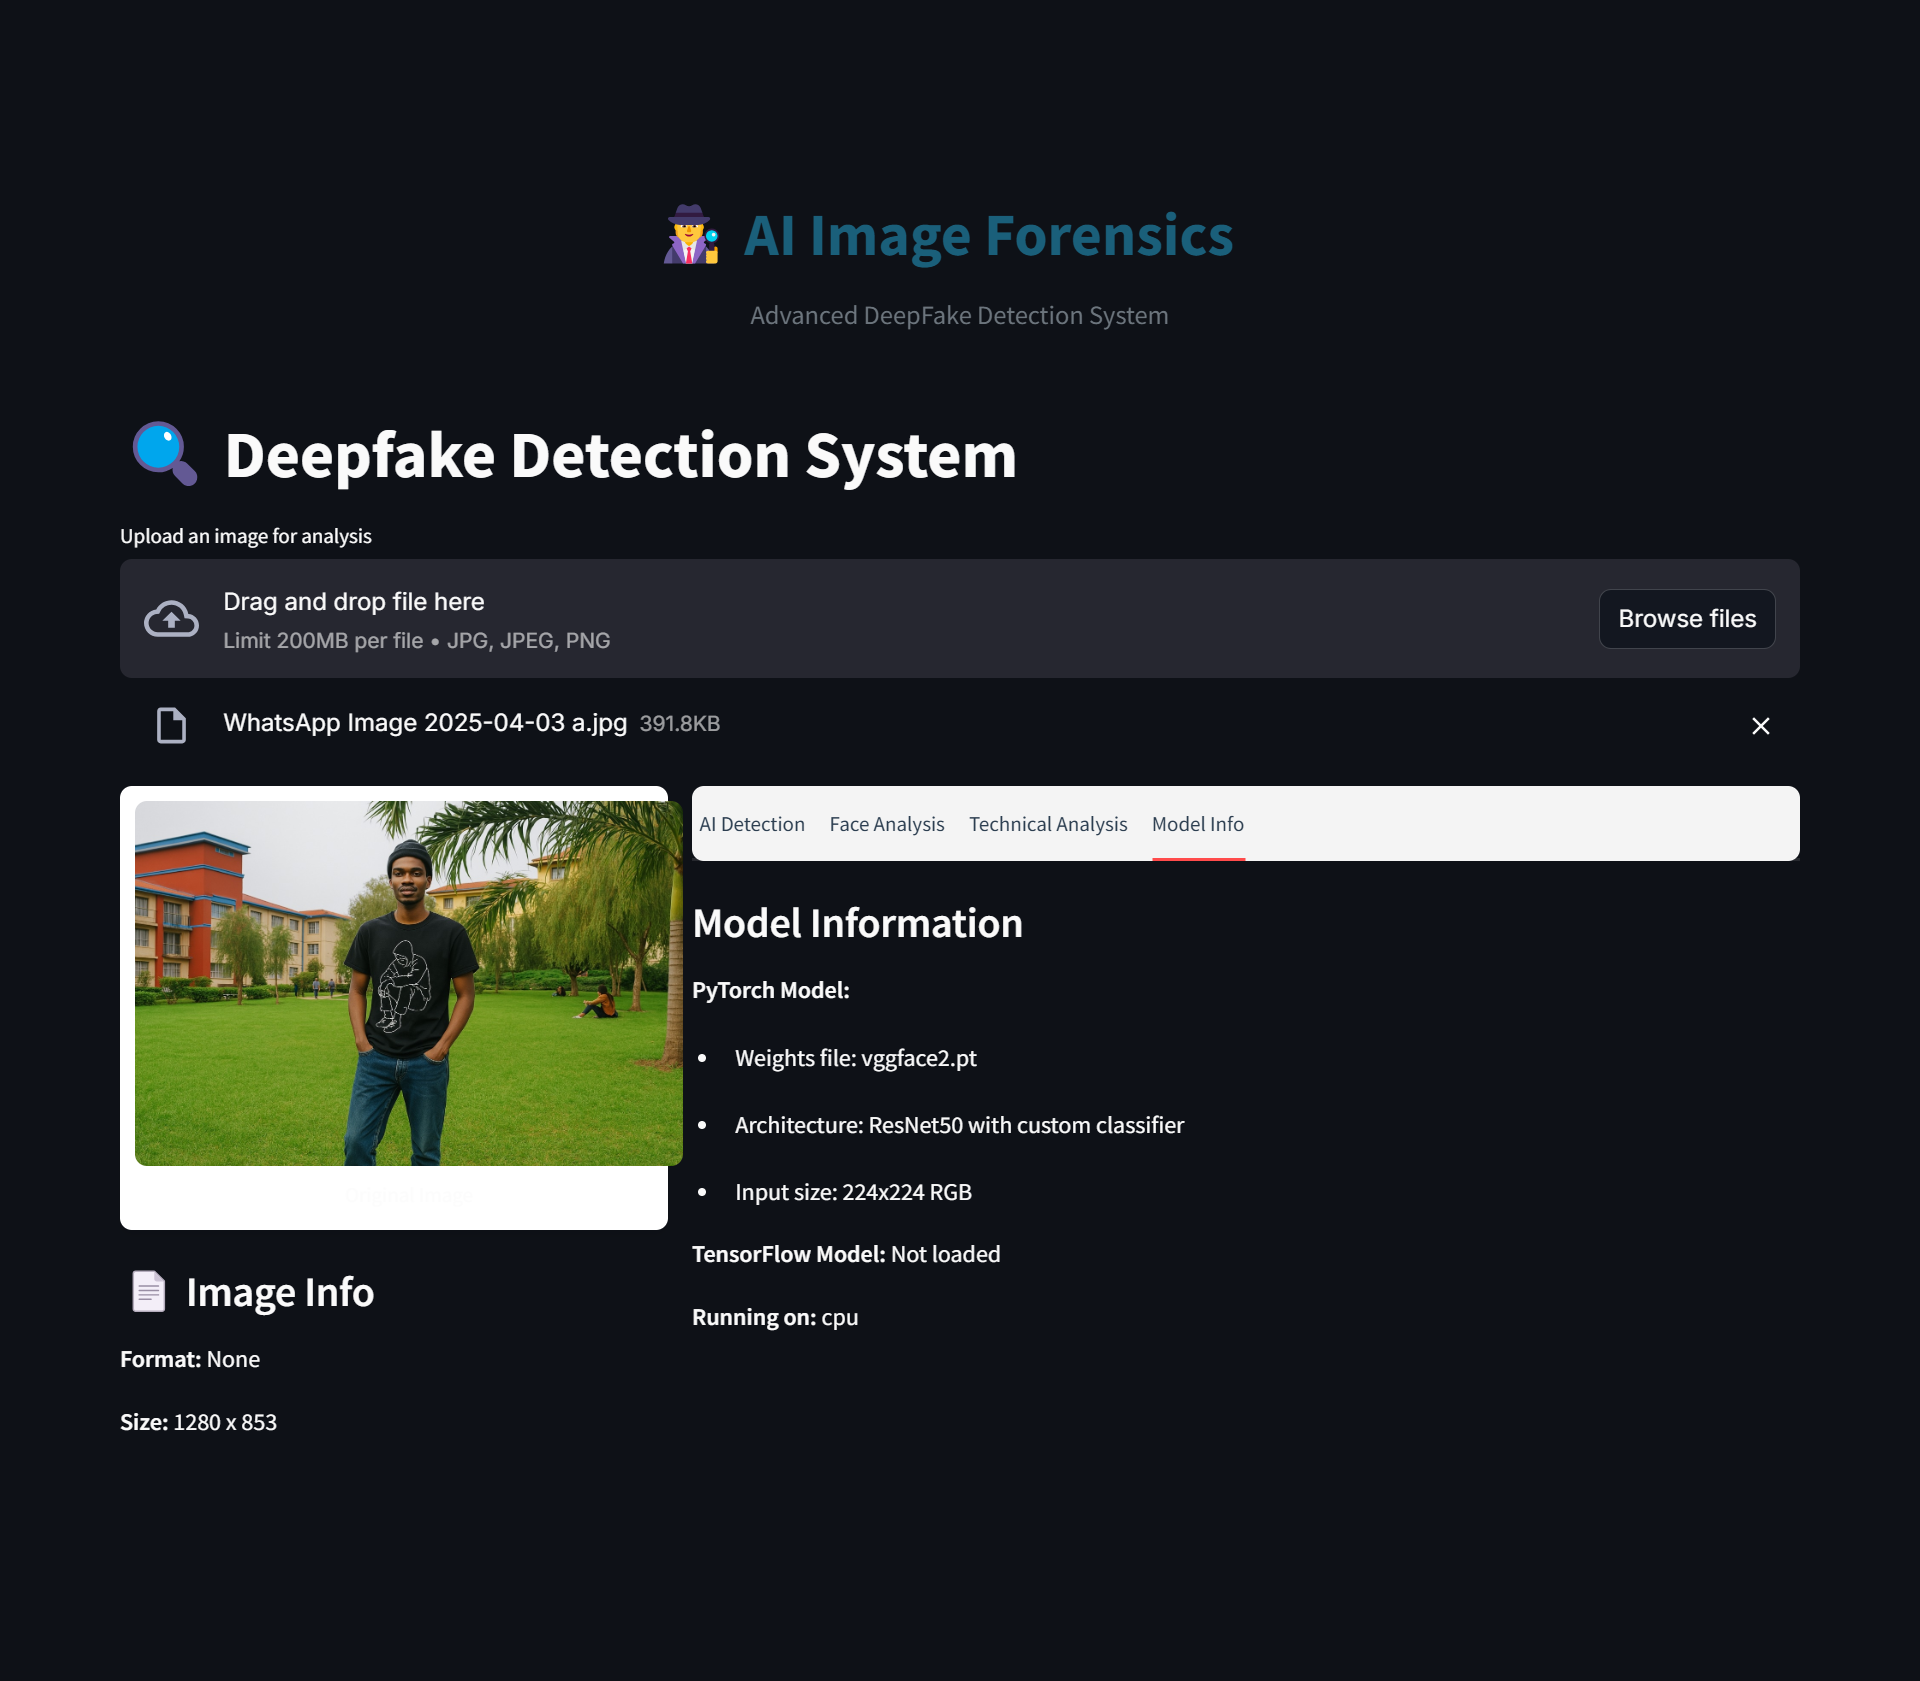 AI Image Forensics
Advanced DeepFake Detection System
Deepfake Detection System
Upload an image for analysis
Drag and drop file here
Limit 200MB per file • JPG, JPEG, PNG
Browse files
WhatsApp Image 2025-04-03 a.jpg 391.8KB
AI Detection Face Analysis Technical Analysis Model Info
Model Information
PyTorch Model:
• Weights file: vggface2.pt
• Architecture: ResNet50 with custom classifier
• Input size: 224x224 RGB
TensorFlow Model: Not loaded
Running on: cpu
Image Info
Format: None
Size: 1280 x 853